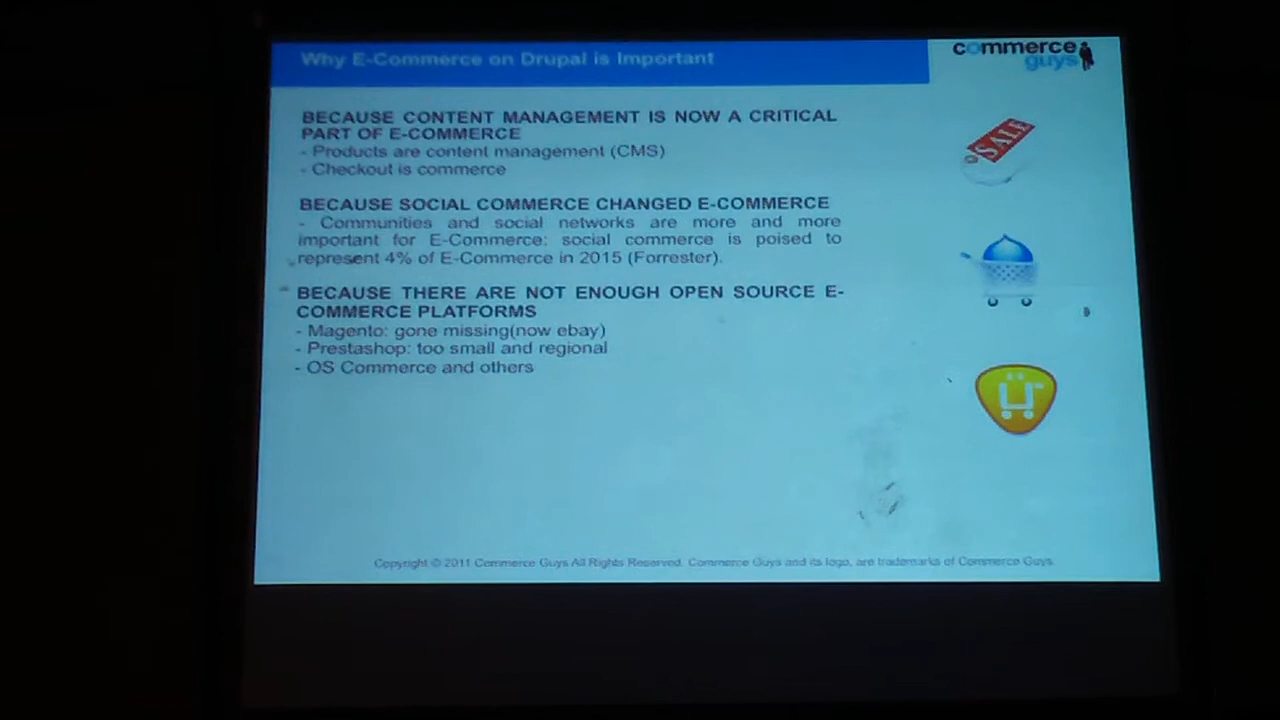 Why E-Commerce on Drupal is Important
commerce
guys
BECAUSE CONTENT MANAGEMENT IS NOW A CRITICAL
PART OF E-COMMERCE
- Products are content management (CMS)
- Checkout is commerce
SALE
BECAUSE SOCIAL COMMERCE CHANGED E-COMMERCE
- Communities and social networks are more and more
important for E-Commerce: social commerce is poised to
represent 4% of E-Commerce in 2015 (Forrester).
BECAUSE THERE ARE NOT ENOUGH OPEN SOURCE E-
COMMERCE PLATFORMS
- Magento: gone missing(now ebay)
- Prestashop: too small and regional
- OS Commerce and others
Copyright © 2011 Commerce Guys All Rights Reserved. Commerce Guys and its logo, are trademarks of Commerce Guys